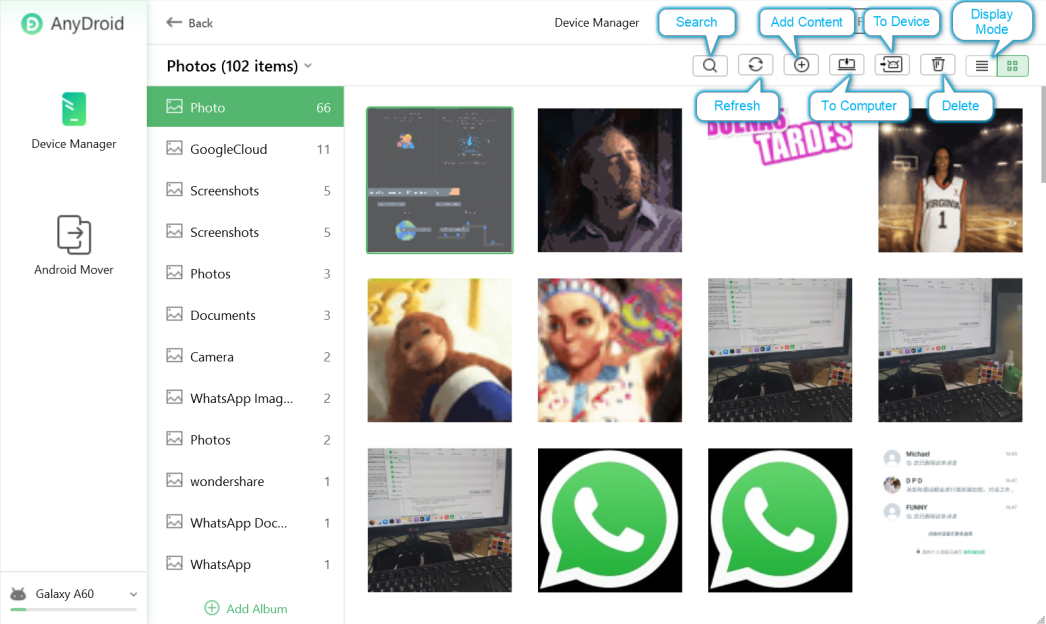 AnyDroid
Back
Device Manager
Search
Add Content
To Device
Display
Mode
Photos (102 items)
Refresh
To Computer
Delete
Device Manager
Android Mover
Galaxy A60
Photo 66
GoogleCloud 11
Screenshots 5
Screenshots 5
Photos 3
Documents 3
Camera 2
WhatsApp Imag... 2
Photos 2
wondershare 1
WhatsApp Doc... 1
WhatsApp 1
Add Album
BUENAS
TARDES
VIRGINIA
1
Michael
D P D
FUNNY